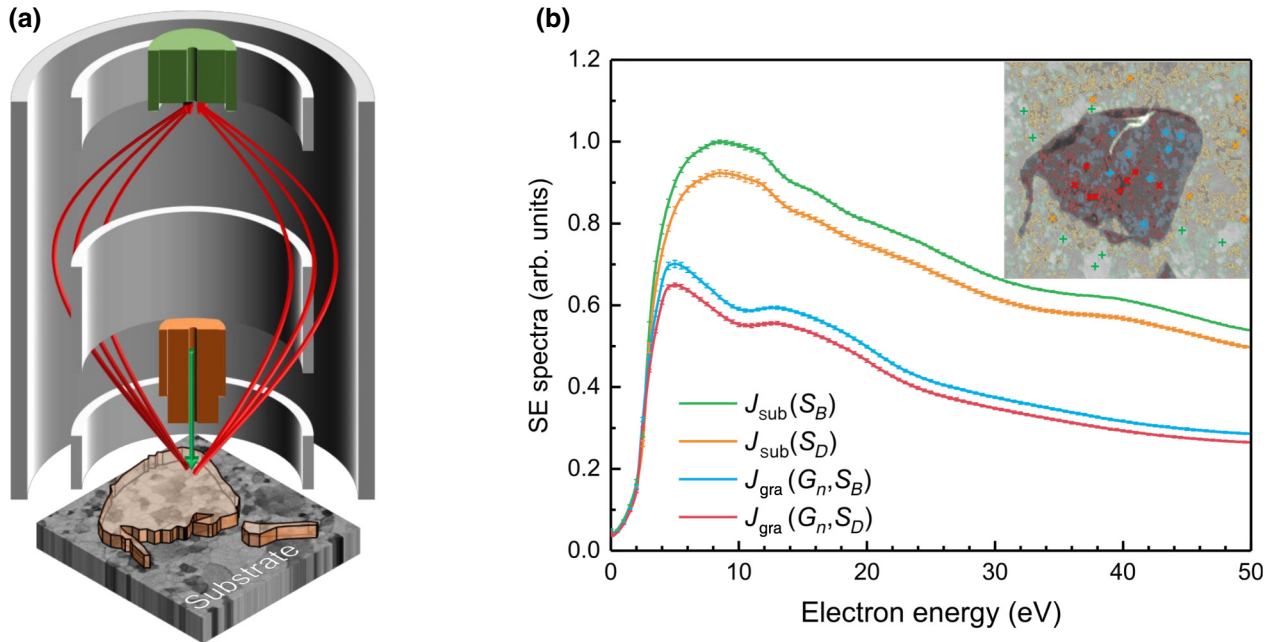 (a)
Substrate
(b)
SE spectra (arb. units)
1.2
1.0
0.8
0.6
0.4
0.2
0.0
J_sub(S_B)
J_sub(S_D)
J_gra(G_n,S_B)
J_gra(G_n,S_D)
0 10 20 30 40 50
Electron energy (eV)